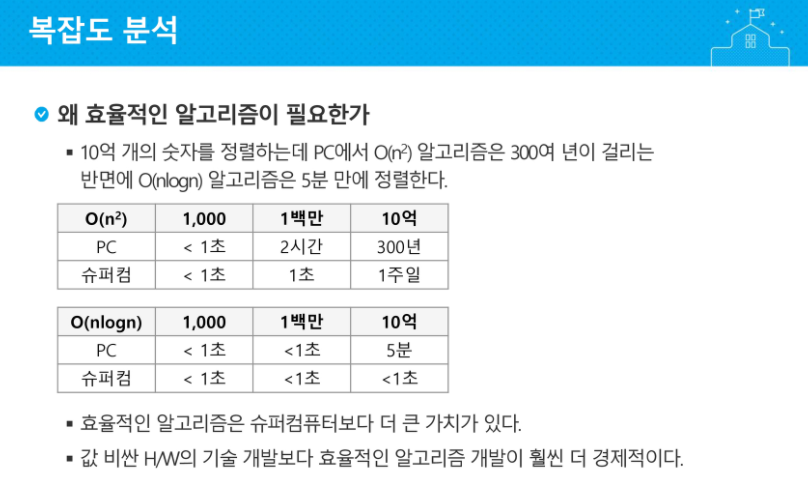 복잡도 분석
왜 효율적인 알고리즘이 필요한가
▪ 10억 개의 숫자를 정렬하는데 PC에서 O(n²) 알고리즘은 300여 년이 걸리는
반면에 O(nlogn) 알고리즘은 5분 만에 정렬한다.
O(n²) 1,000 1백만 10억
PC < 1초 2시간 300년
슈퍼컴 < 1초 1초 1주일
O(nlogn) 1,000 1백만 10억
PC < 1초 <1초 5분
슈퍼컴 < 1초 <1초 <1초
▪ 효율적인 알고리즘은 슈퍼컴퓨터보다 더 큰 가치가 있다.
▪ 값 비싼 H/W의 기술 개발보다 효율적인 알고리즘 개발이 훨씬 더 경제적이다.